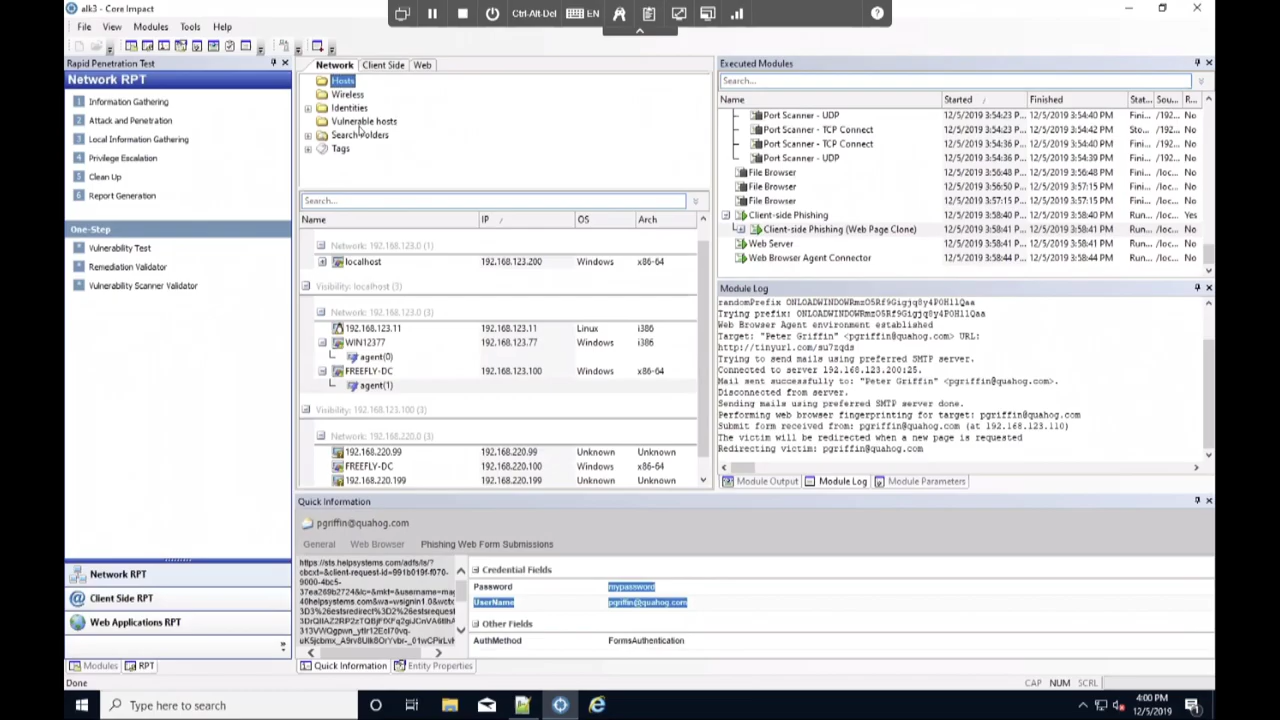 alk3 - Core Impact
Ctrl-Alt-Del EN
File View Modules Tools Help
Rapid Penetration Test
Network RPT
1 Information Gathering
2 Attack and Penetration
3 Local Information Gathering
4 Privilege Escalation
5 Clean Up
6 Report Generation
One-Step
Vulnerability Test
Remediation Validator
Vulnerability Scanner Validator
Network RPT
Client Side RPT
Web Applications RPT
Modules RPT
Network Client Side Web
Hosts
Wireless
Identities
Vulnerable hosts
Search Folders
Tags
Search...
Name IP OS Arch
Network: 192.168.123.0 (1)
localhost 192.168.123.200 Windows x86-64
Visibility: localhost (3)
Network: 192.168.123.0 (3)
192.168.123.11 192.168.123.11 Linux i386
WIN12377 192.168.123.77 Windows i386
agent(0)
FREEFLY-DC 192.168.123.100 Windows x86-64
agent(1)
Visibility: 192.168.123.100 (3)
Network: 192.168.220.0 (3)
192.168.220.99 192.168.220.99 Unknown Unknown
FREEFLY-DC 192.168.220.100 Windows x86-64
192.168.220.199 192.168.220.199 Unknown Unknown
Executed Modules
Search...
Name Started Finished Stat... Sou... R...
Port Scanner - UDP 12/5/2019 3:54:23 P... 12/5/2019 3:54:40 PM Fini... /192... No
Port Scanner - TCP Connect 12/5/2019 3:54:23 P... 12/5/2019 3:54:40 PM Sto... /192... No
Port Scanner - TCP Connect 12/5/2019 3:54:36 P... 12/5/2019 3:54:42 PM Fini... /192... No
Port Scanner - UDP 12/5/2019 3:54:36 P... 12/5/2019 3:54:39 PM Fini... /192... No
File Browser 12/5/2019 3:56:48 P... 12/5/2019 3:56:48 PM Fini... /loc... No
File Browser 12/5/2019 3:56:50 P... 12/5/2019 3:57:15 PM Fini... /loc... No
File Browser 12/5/2019 3:57:15 P... 12/5/2019 3:57:15 PM Fini... /loc... No
Client-side Phishing 12/5/2019 3:58:40 P... 12/5/2019 3:58:40 PM Run... /loc... Yes
Client-side Phishing (Web Page Clone) 12/5/2019 3:58:41 P... 12/5/2019 3:58:41 PM Run... /loc... No
Web Server 12/5/2019 3:58:41 P... 12/5/2019 3:58:41 PM Run... /loc... No
Web Browser Agent Connector 12/5/2019 3:58:44 P... 12/5/2019 3:58:44 PM Run... /loc... No
Module Log
Trying prefix:
Web Browser Agent environment established
Target: "Peter Griffin" <pgriffin@quahog.com> URL:
http://tinyurl.com/su7zqds
Trying to send mails using preferred SMTP server.
Connected to server 192.168.123.200:25.
Mail sent successfully to: "Peter Griffin" <pgriffin@quahog.com>.
Disconnected from server.
Sending mails using preferred SMTP server done.
Performing web browser fingerprinting for target: pgriffin@quahog.com
Submit form received from: pgriffin@quahog.com (at 192.168.123.110)
The victim will be redirected when a new page is requested
Redirecting victim: pgriffin@quahog.com
Module Output Module Log Module Parameters
Quick Information
pgriffin@quahog.com
General Web Browser Phishing Web Form Submissions
https://sts.helpsystems.com/adfs/ls/?
Credential Fields
Password mypassword
UserName pgriffin@quahog.com
Other Fields
AuthMethod FormsAuthentication
Quick Information Entity Properties
Done CAP NUM SCRL
Type here to search
4:00 PM
12/5/2019